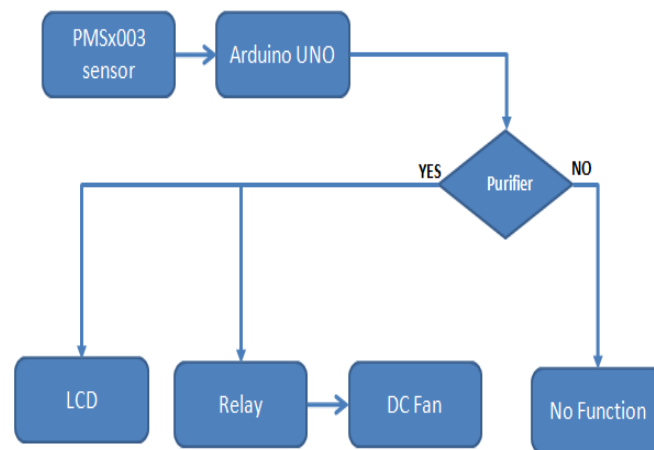 PMSx003
sensor
Arduino UNO
YES
Purifier
NO
LCD
Relay
DC Fan
No Function